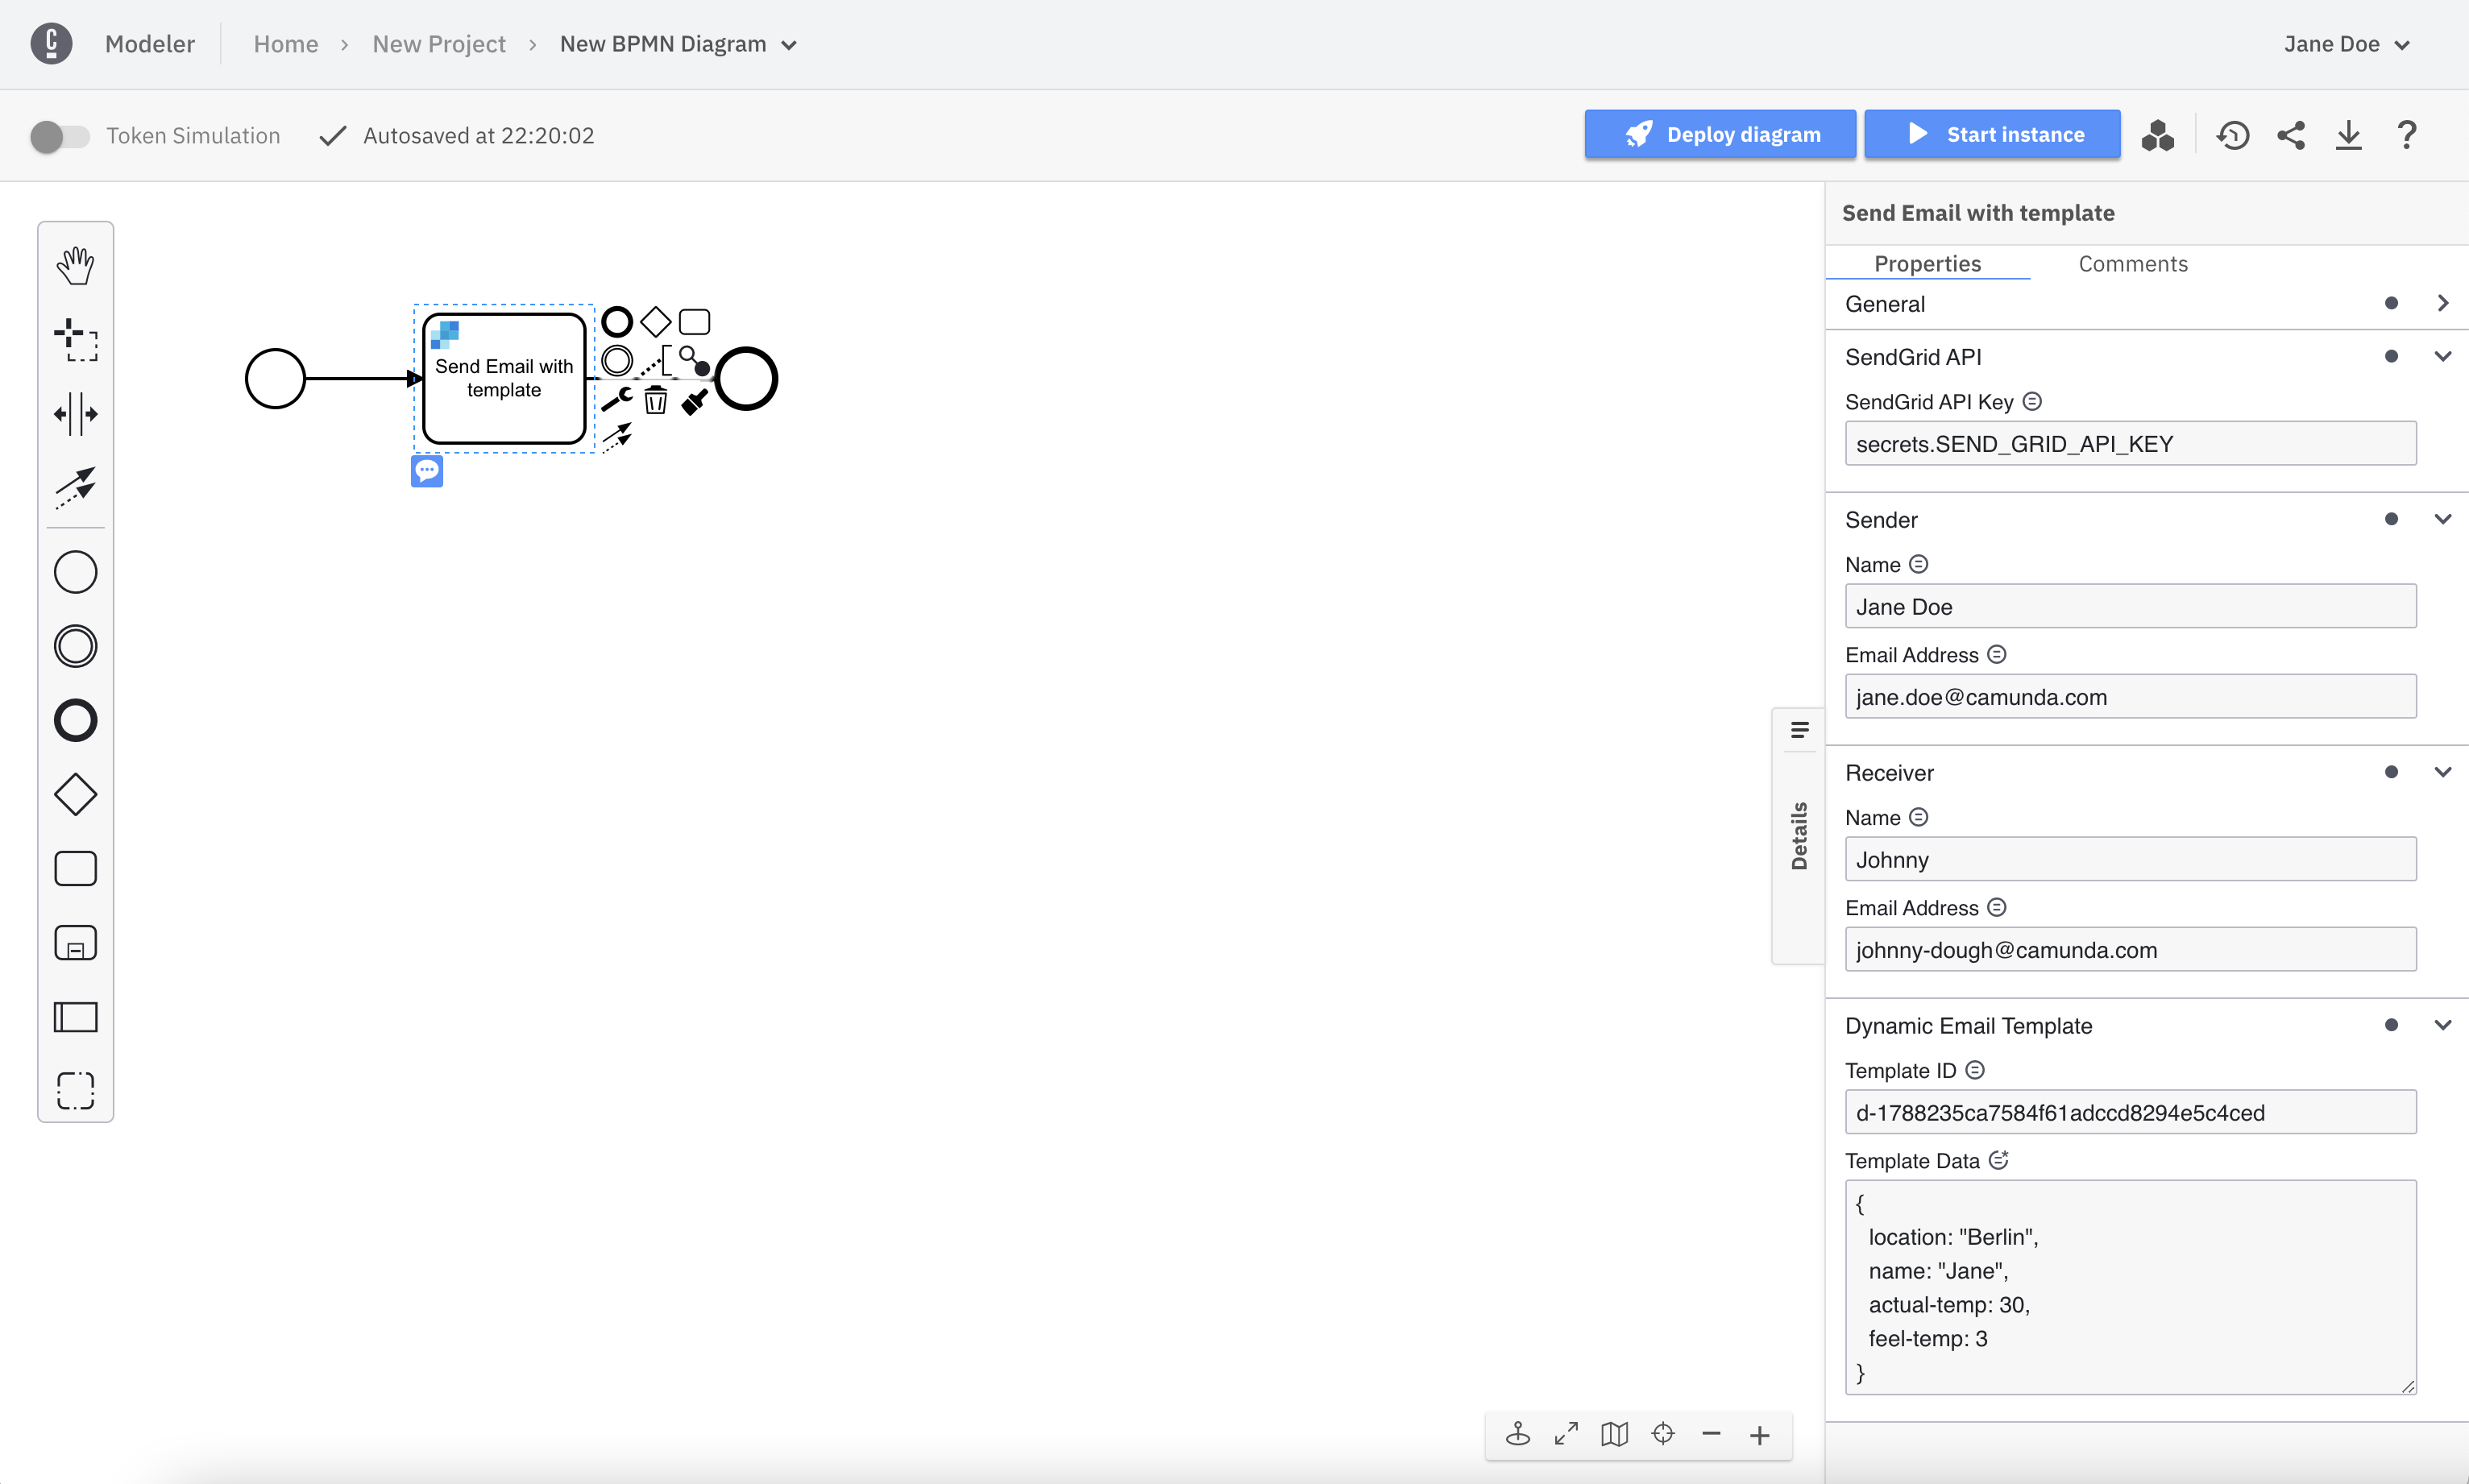 Modeler
Home › New Project › New BPMN Diagram
Jane Doe
Token Simulation
Autosaved at 22:20:02
Deploy diagram
Start instance
Send Email with
template
Details
Send Email with template
Properties Comments
General
SendGrid API
SendGrid API Key
secrets.SEND_GRID_API_KEY
Sender
Name
Jane Doe
Email Address
jane.doe@camunda.com
Receiver
Name
Johnny
Email Address
johnny-dough@camunda.com
Dynamic Email Template
Template ID
d-1788235ca7584f61adccd8294e5c4ced
Template Data
{
location: "Berlin",
name: "Jane",
actual-temp: 30,
feel-temp: 3
}